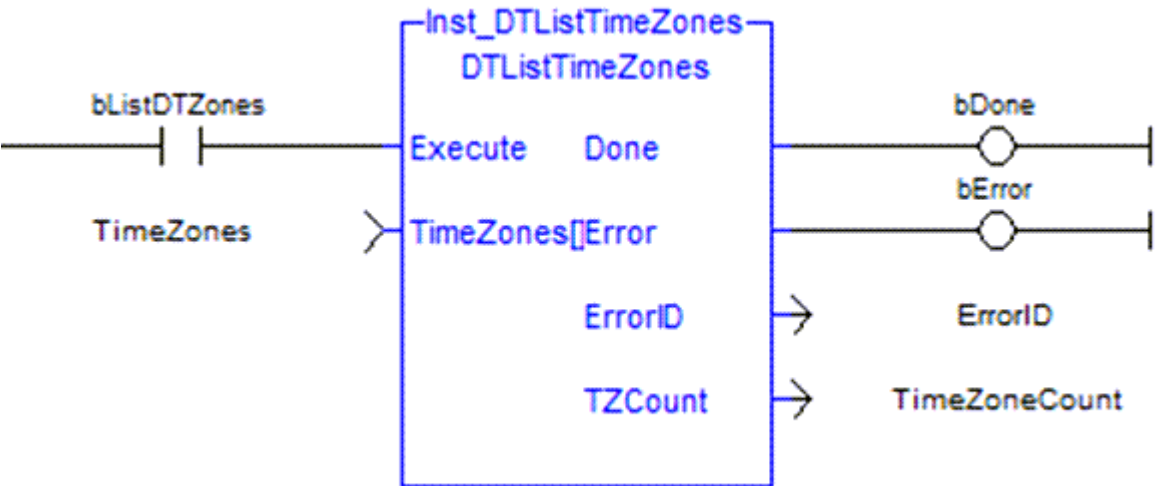 Inst_DTListTimeZones
DTListTimeZones
bListDTZones bDone
Execute Done
bError
TimeZones TimeZones[] Error
ErrorID ErrorID
TZCount TimeZoneCount